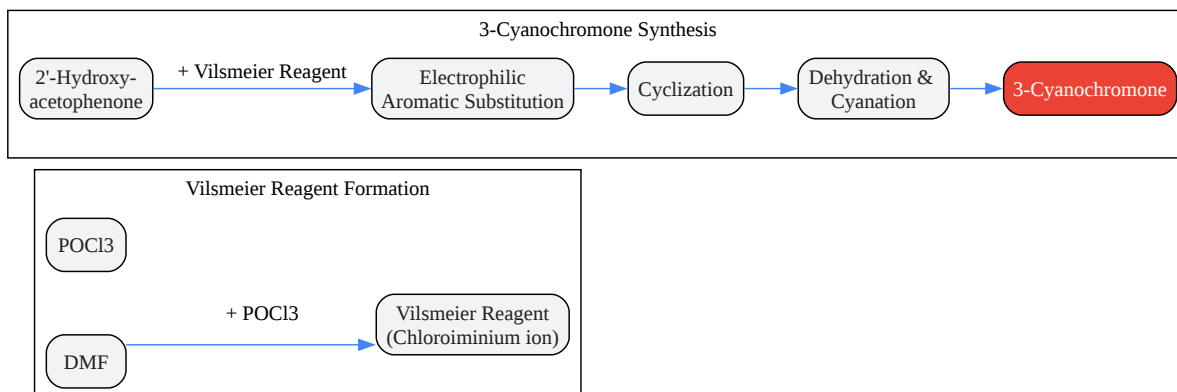 3-Cyanochromone Synthesis
2'-Hydroxy-
acetophenone
+ Vilsmeier Reagent
Electrophilic
Aromatic Substitution
Cyclization
Dehydration &
Cyanation
3-Cyanochromone
Vilsmeier Reagent Formation
POCl3
DMF
+ POCl3
Vilsmeier Reagent
(Chloroiminium ion)